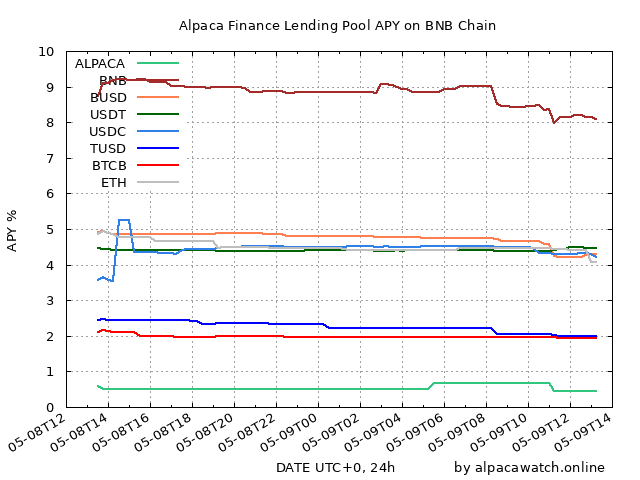 Alpaca Finance Lending Pool APY on BNB Chain
10
9
8
7
6
5
4
3
2
1
0
APY %
ALPACA
BNB
BUSD
USDT
USDC
TUSD
BTCB
ETH
05-08T12
05-08T14
05-08T16
05-08T18
05-08T20
05-08T22
05-09T00
05-09T02
05-09T04
05-09T06
05-09T08
05-09T10
05-09T12
05-09T14
DATE UTC+0, 24h
by alpacawatch.online